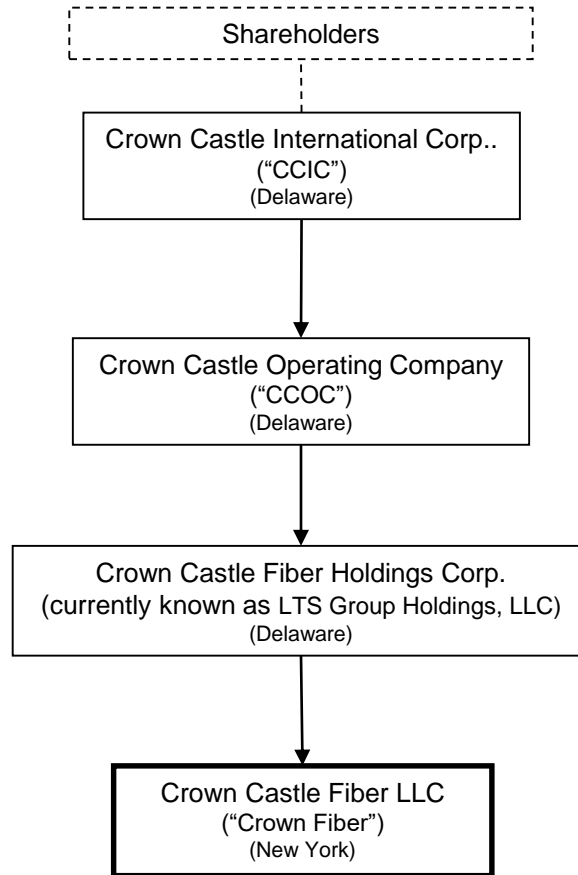 Shareholders
Crown Castle International Corp..
(“CCIC”)
(Delaware)
Crown Castle Operating Company
(“CCOC”)
(Delaware)
Crown Castle Fiber Holdings Corp.
(currently known as LTS Group Holdings, LLC)
(Delaware)
Crown Castle Fiber LLC
(“Crown Fiber”)
(New York)